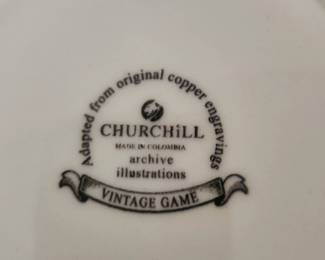 Adapted from original copper engravings
CHURCHiLL
MADE IN COLOMBIA
archive
illustrations
VINTAGE GAME